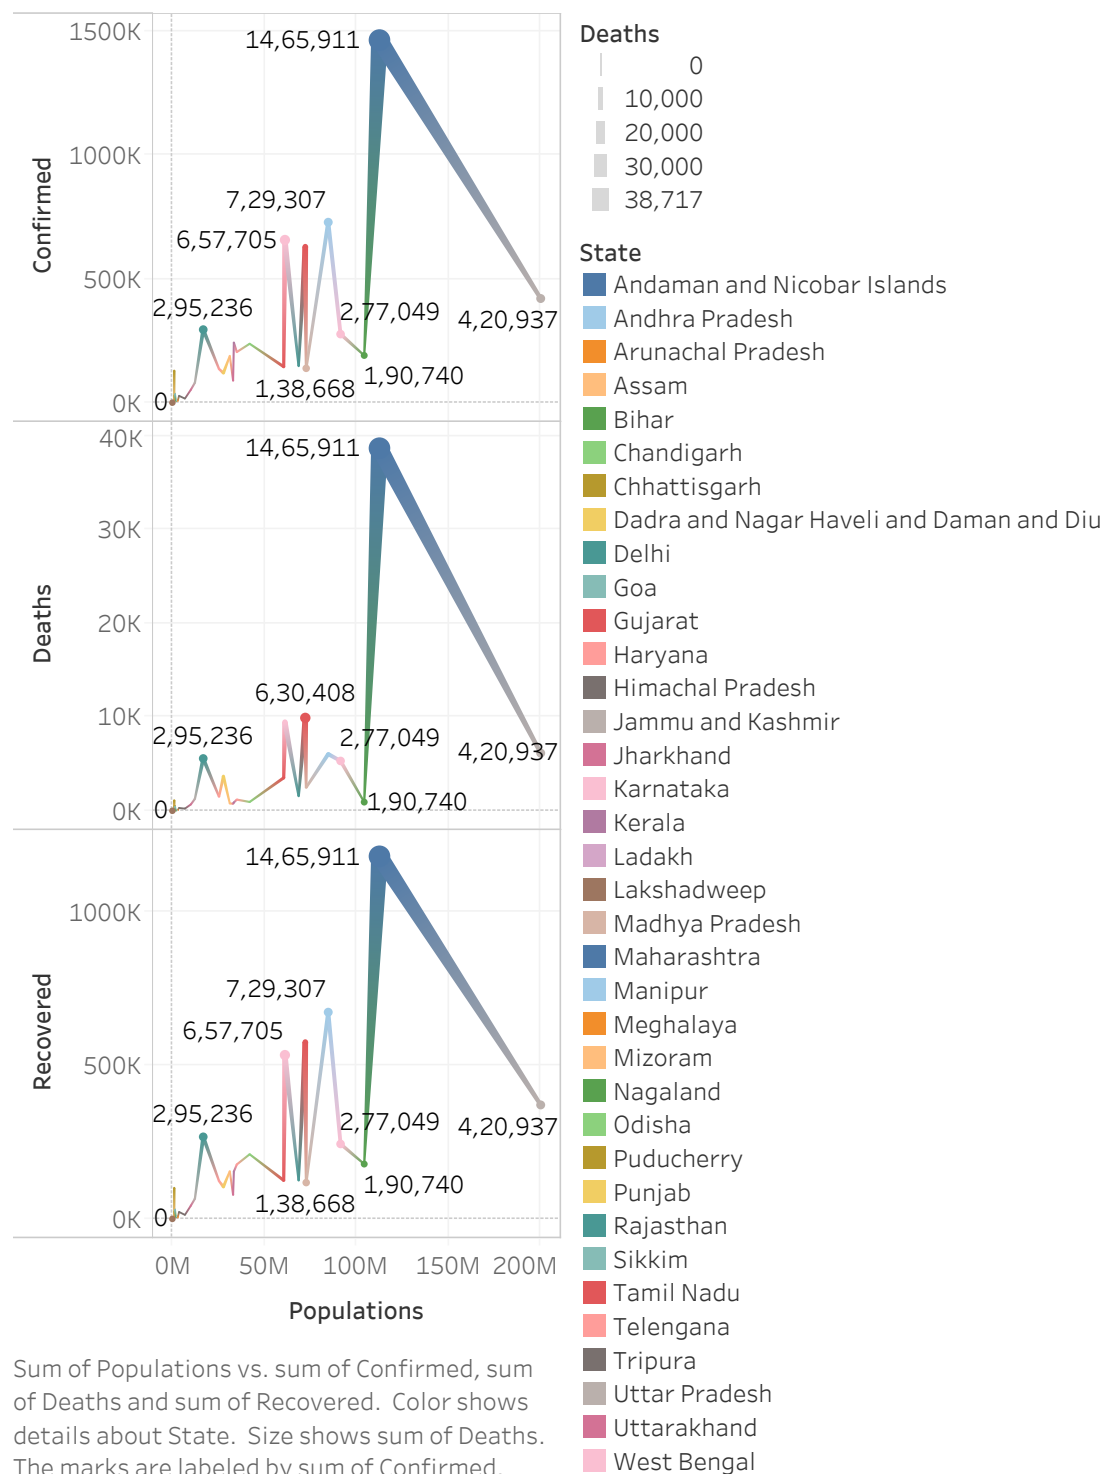 1500K
14,65,911
1000K
7,29,307
6,57,705
500K
2,95,236
2,77,049
4,20,937
1,90,740
1,38,668
0
0K
Confirmed
40K
14,65,911
30K
20K
6,30,408
10K
2,95,236
2,77,049
4,20,937
1,90,740
0
0K
Deaths
14,65,911
1000K
7,29,307
6,57,705
500K
2,95,236
2,77,049
4,20,937
1,90,740
1,38,668
0
0K
Recovered
0M 50M 100M 150M 200M
Populations
Sum of Populations vs. sum of Confirmed, sum
of Deaths and sum of Recovered. Color shows
details about State. Size shows sum of Deaths.
The marks are labeled by sum of Confirmed.
Deaths
0
10,000
20,000
30,000
38,717
State
Andaman and Nicobar Islands
Andhra Pradesh
Arunachal Pradesh
Assam
Bihar
Chandigarh
Chhattisgarh
Dadra and Nagar Haveli and Daman and Diu
Delhi
Goa
Gujarat
Haryana
Himachal Pradesh
Jammu and Kashmir
Jharkhand
Karnataka
Kerala
Ladakh
Lakshadweep
Madhya Pradesh
Maharashtra
Manipur
Meghalaya
Mizoram
Nagaland
Odisha
Puducherry
Punjab
Rajasthan
Sikkim
Tamil Nadu
Telengana
Tripura
Uttar Pradesh
Uttarakhand
West Bengal